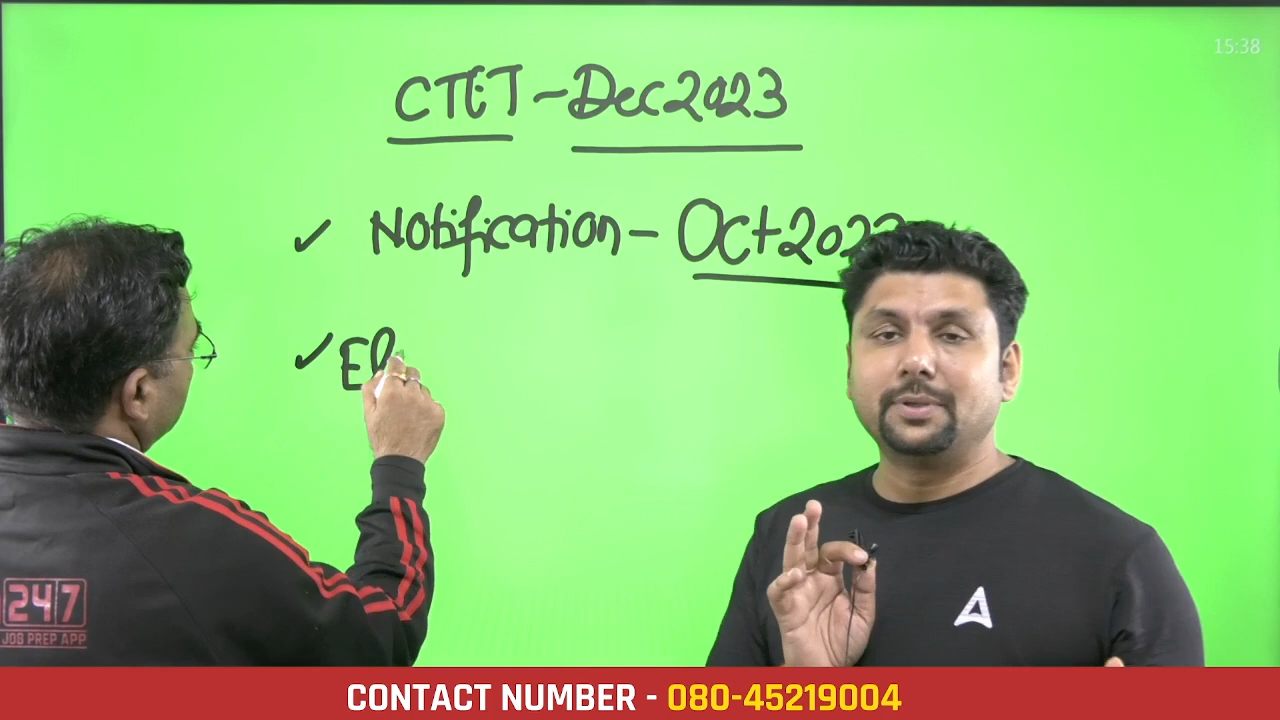 15:38
CTET - Dec 2023
✓ Notification - Oct 202
✓ El
247
JOB PREP APP
CONTACT NUMBER - 080-45219004